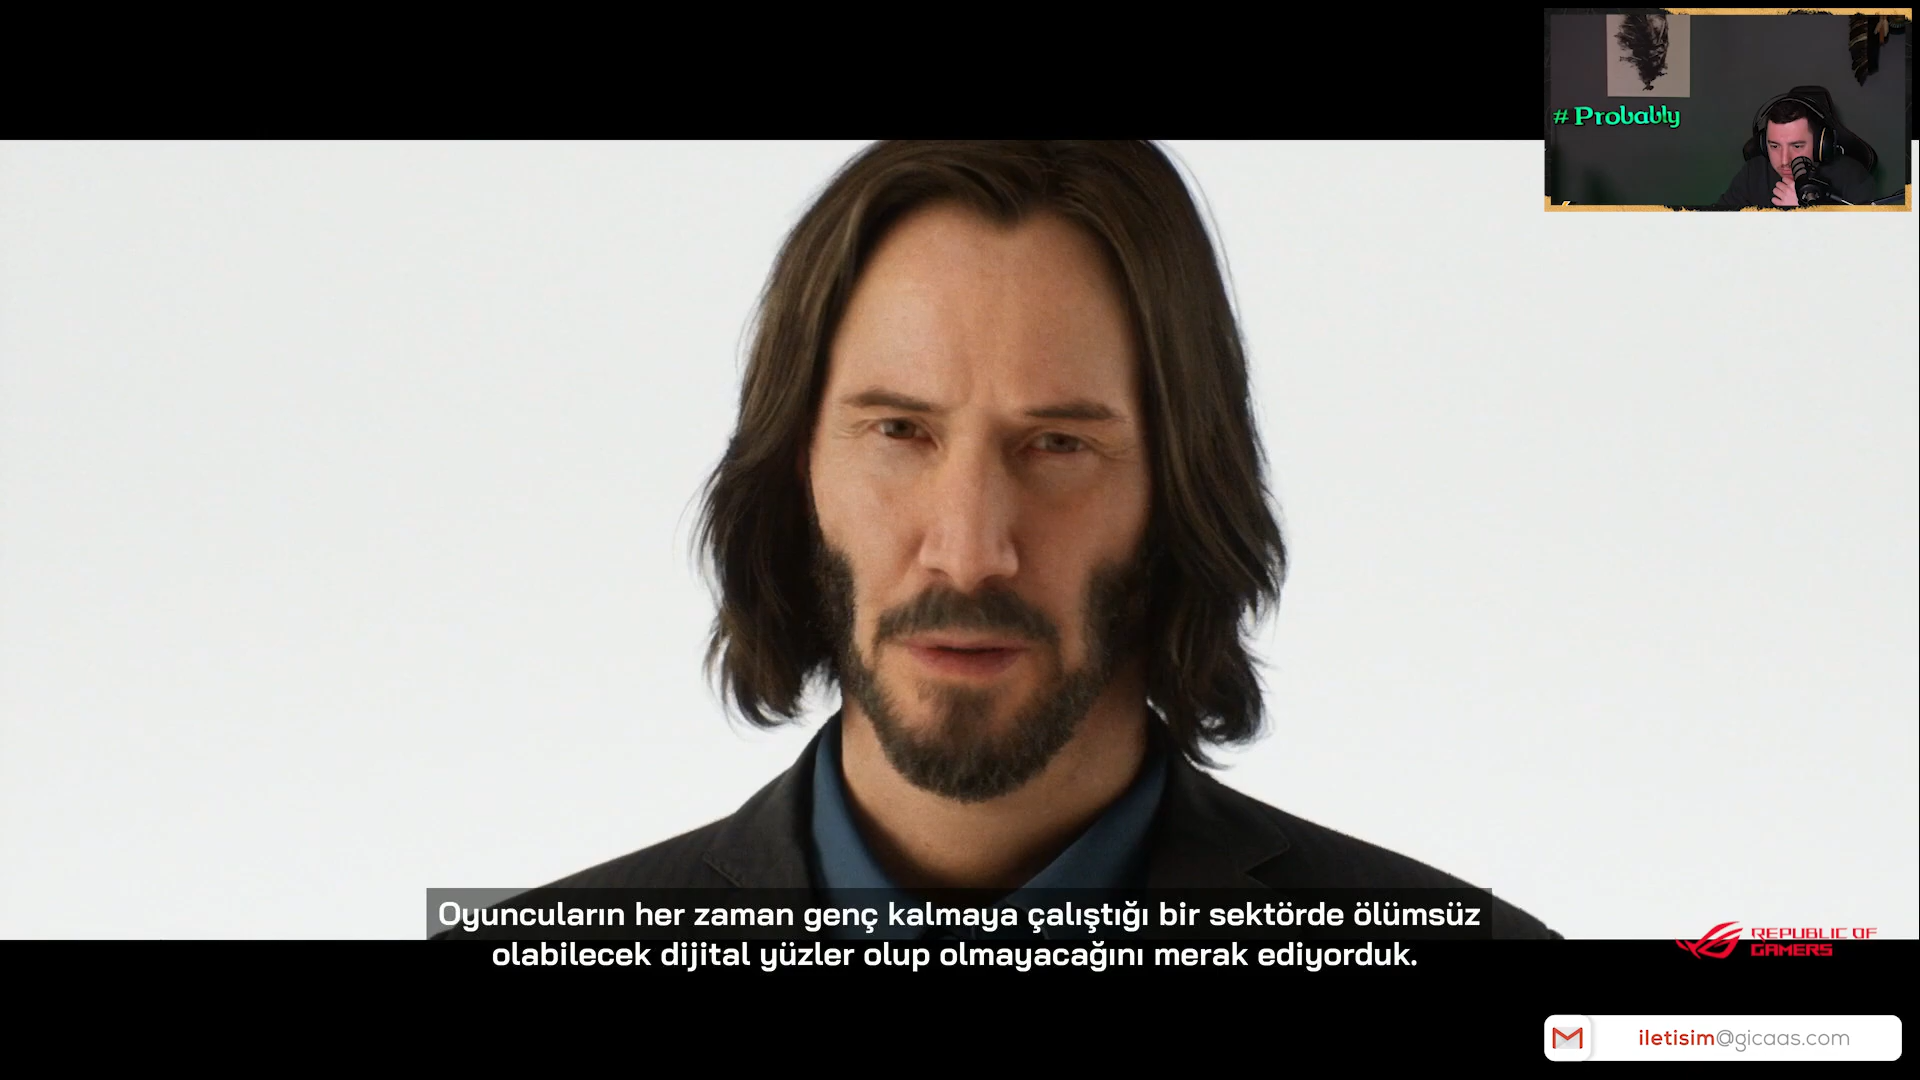 # Probably
Oyuncuların her zaman genç kalmaya çalıştığı bir sektörde ölümsüz
olabilecek dijital yüzler olup olmayacağını merak ediyorduk.
REPUBLIC OF
GAMERS
iletisim@gicaas.com